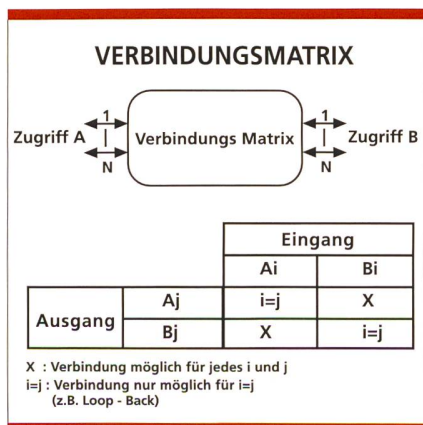 VERBINDUNGSMATRIX
1 1
Zugriff A Verbindungs Matrix Zugriff B
N N
Eingang
Ai Bi
Ausgang Aj i=j X
Bj X i=j
X : Verbindung möglich für jedes i und j
i=j : Verbindung nur möglich für i=j
(z.B. Loop - Back)